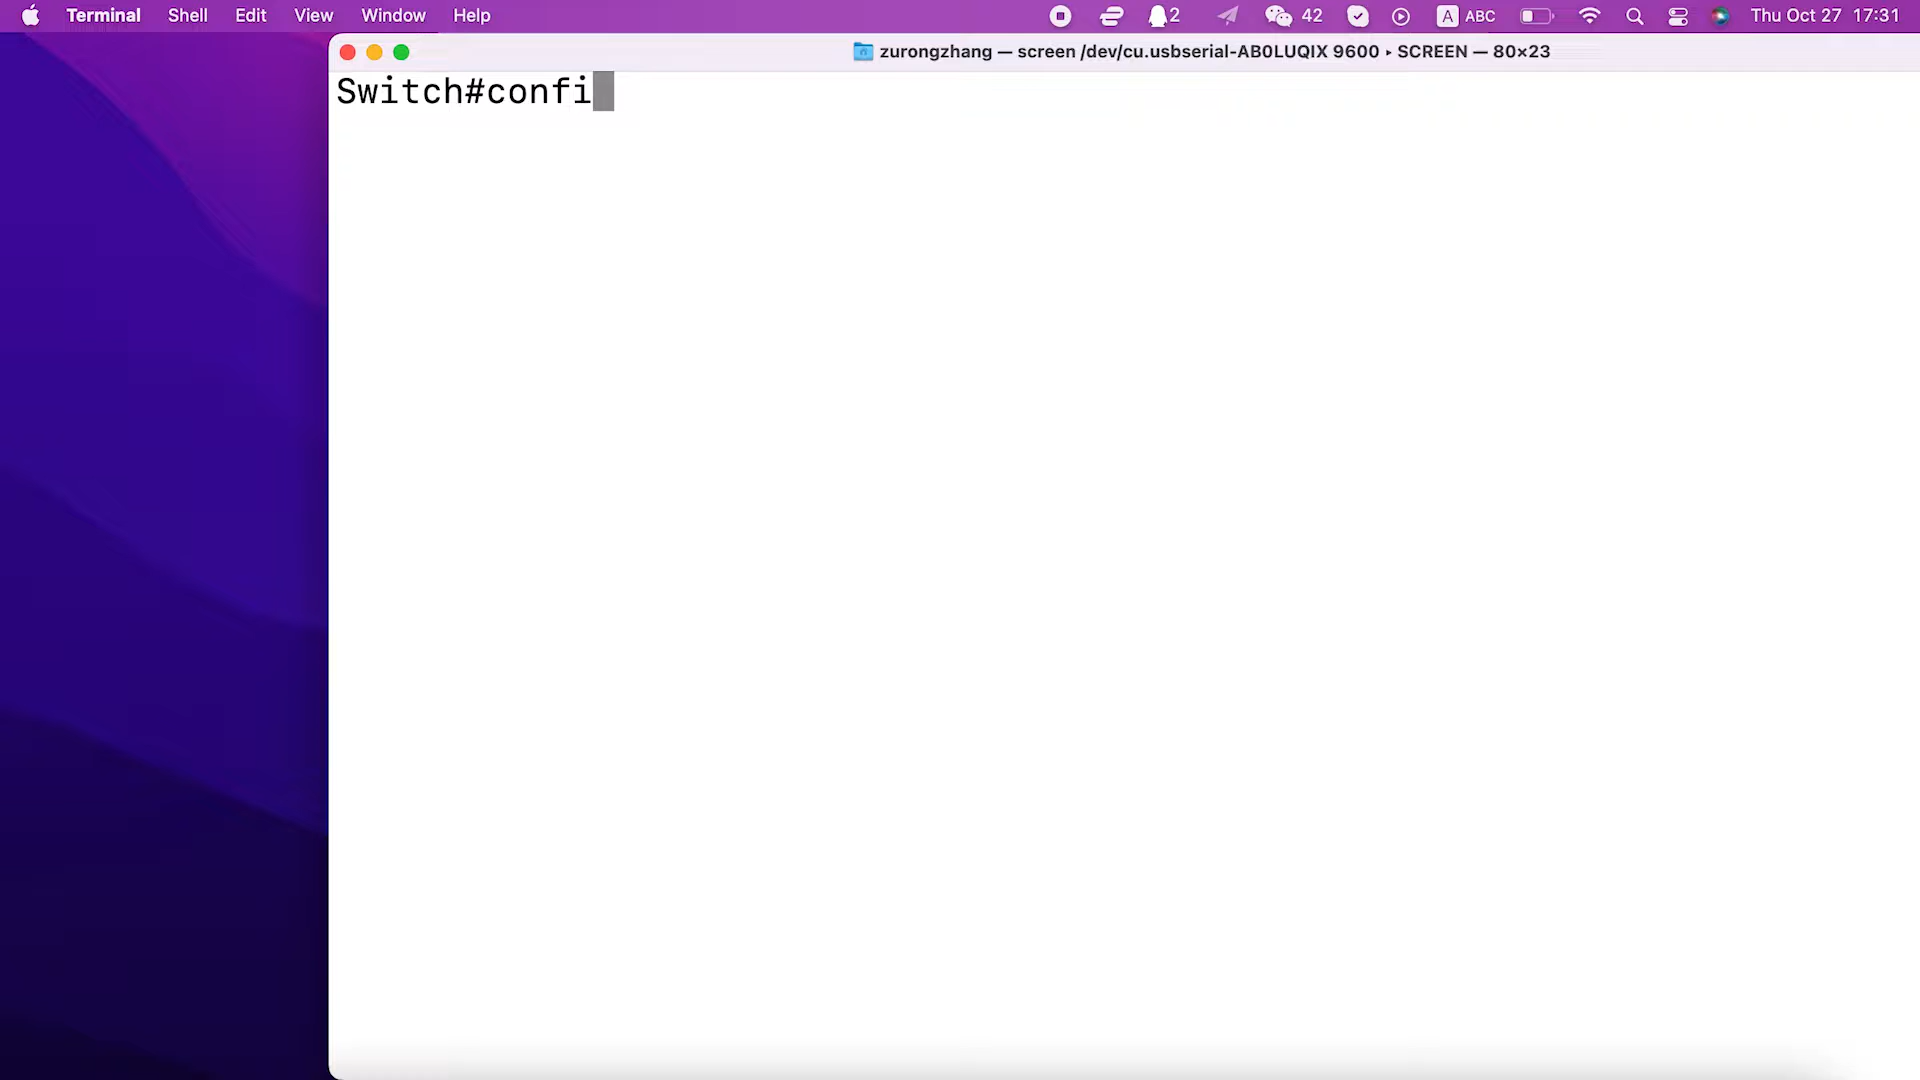 Terminal Shell Edit View Window Help 2 42 A ABC Thu Oct 27 17:31
zurongzhang — screen /dev/cu.usbserial-AB0LUQIX 9600 ▸ SCREEN — 80×23
Switch#confi